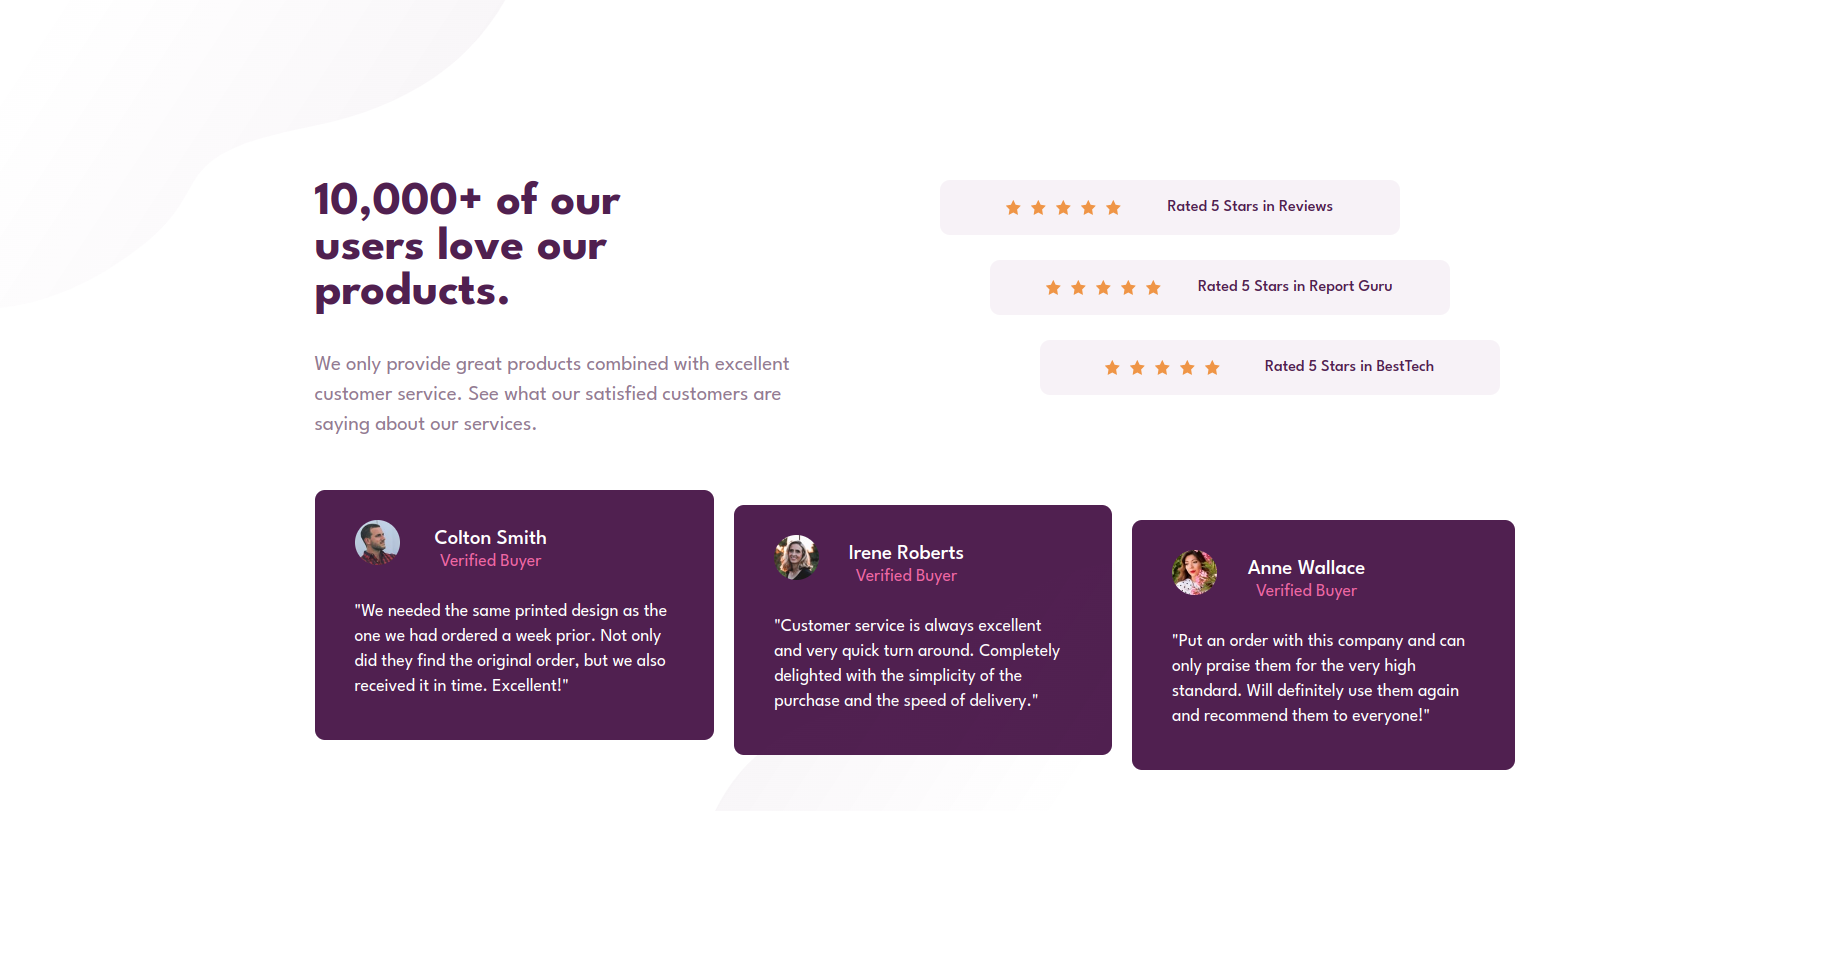 10,000+ of our
users love our
products.
We only provide great products combined with excellent
customer service. See what our satisfied customers are
saying about our services.
Rated 5 Stars in Reviews
Rated 5 Stars in Report Guru
Rated 5 Stars in BestTech
Colton Smith
Verified Buyer
"We needed the same printed design as the
one we had ordered a week prior. Not only
did they find the original order, but we also
received it in time. Excellent!"
Irene Roberts
Verified Buyer
"Customer service is always excellent
and very quick turn around. Completely
delighted with the simplicity of the
purchase and the speed of delivery."
Anne Wallace
Verified Buyer
"Put an order with this company and can
only praise them for the very high
standard. Will definitely use them again
and recommend them to everyone!"